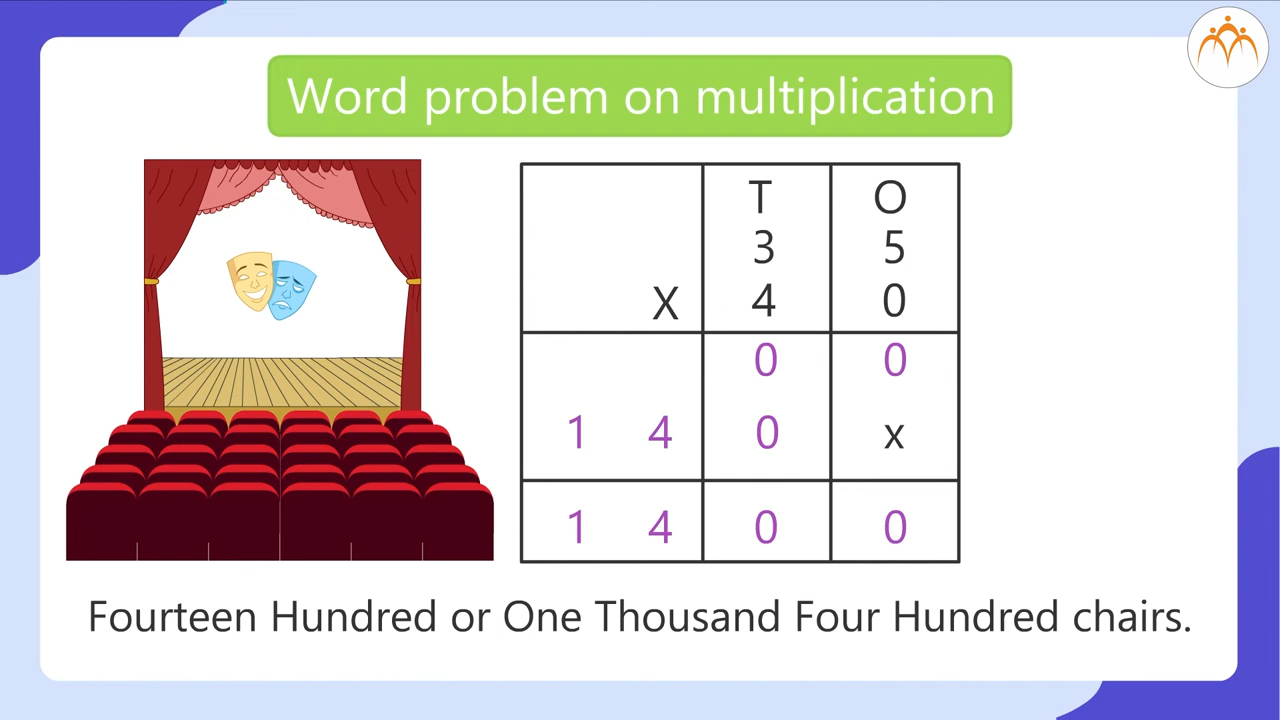 Word problem on multiplication
T O
3 5
X 4 0
0 0
1 4 0 x
1 4 0 0
Fourteen Hundred or One Thousand Four Hundred chairs.